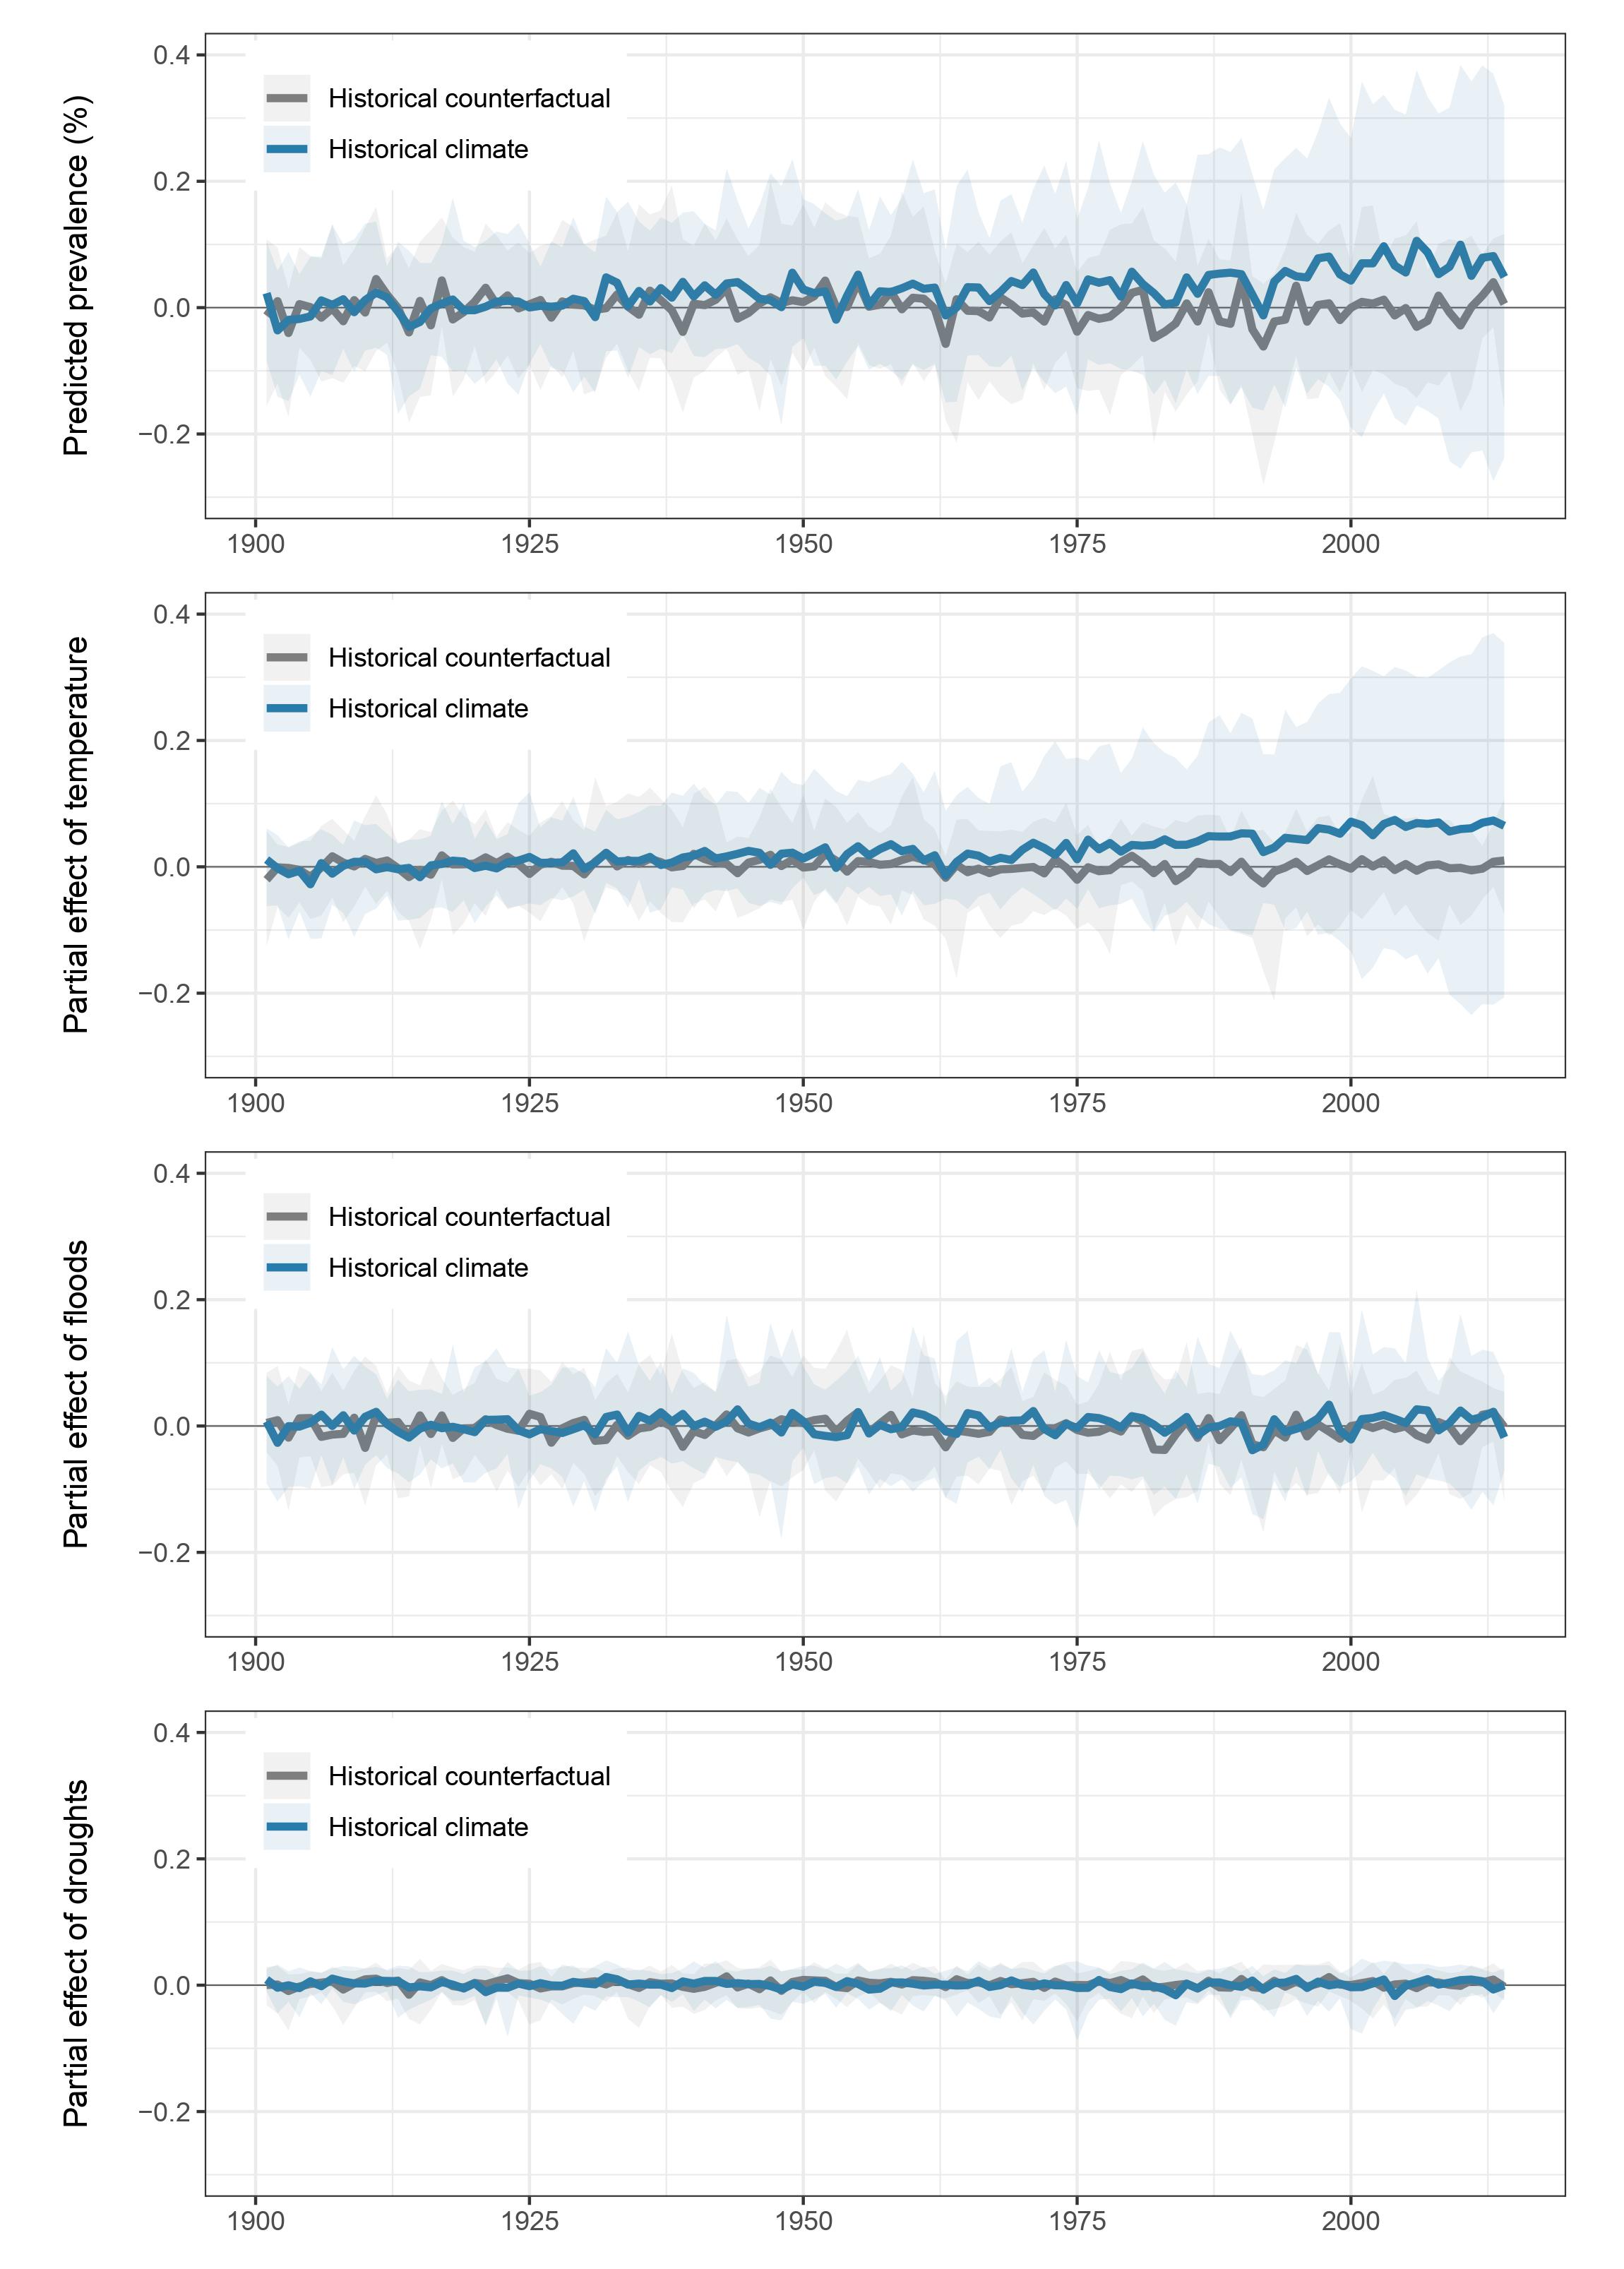 Predicted prevalence (%)
0.4
0.2
0.0
−0.2
Historical counterfactual
Historical climate
1900 1925 1950 1975 2000
Partial effect of temperature
0.4
0.2
0.0
−0.2
Historical counterfactual
Historical climate
1900 1925 1950 1975 2000
Partial effect of floods
0.4
0.2
0.0
−0.2
Historical counterfactual
Historical climate
1900 1925 1950 1975 2000
Partial effect of droughts
0.4
0.2
0.0
−0.2
Historical counterfactual
Historical climate
1900 1925 1950 1975 2000